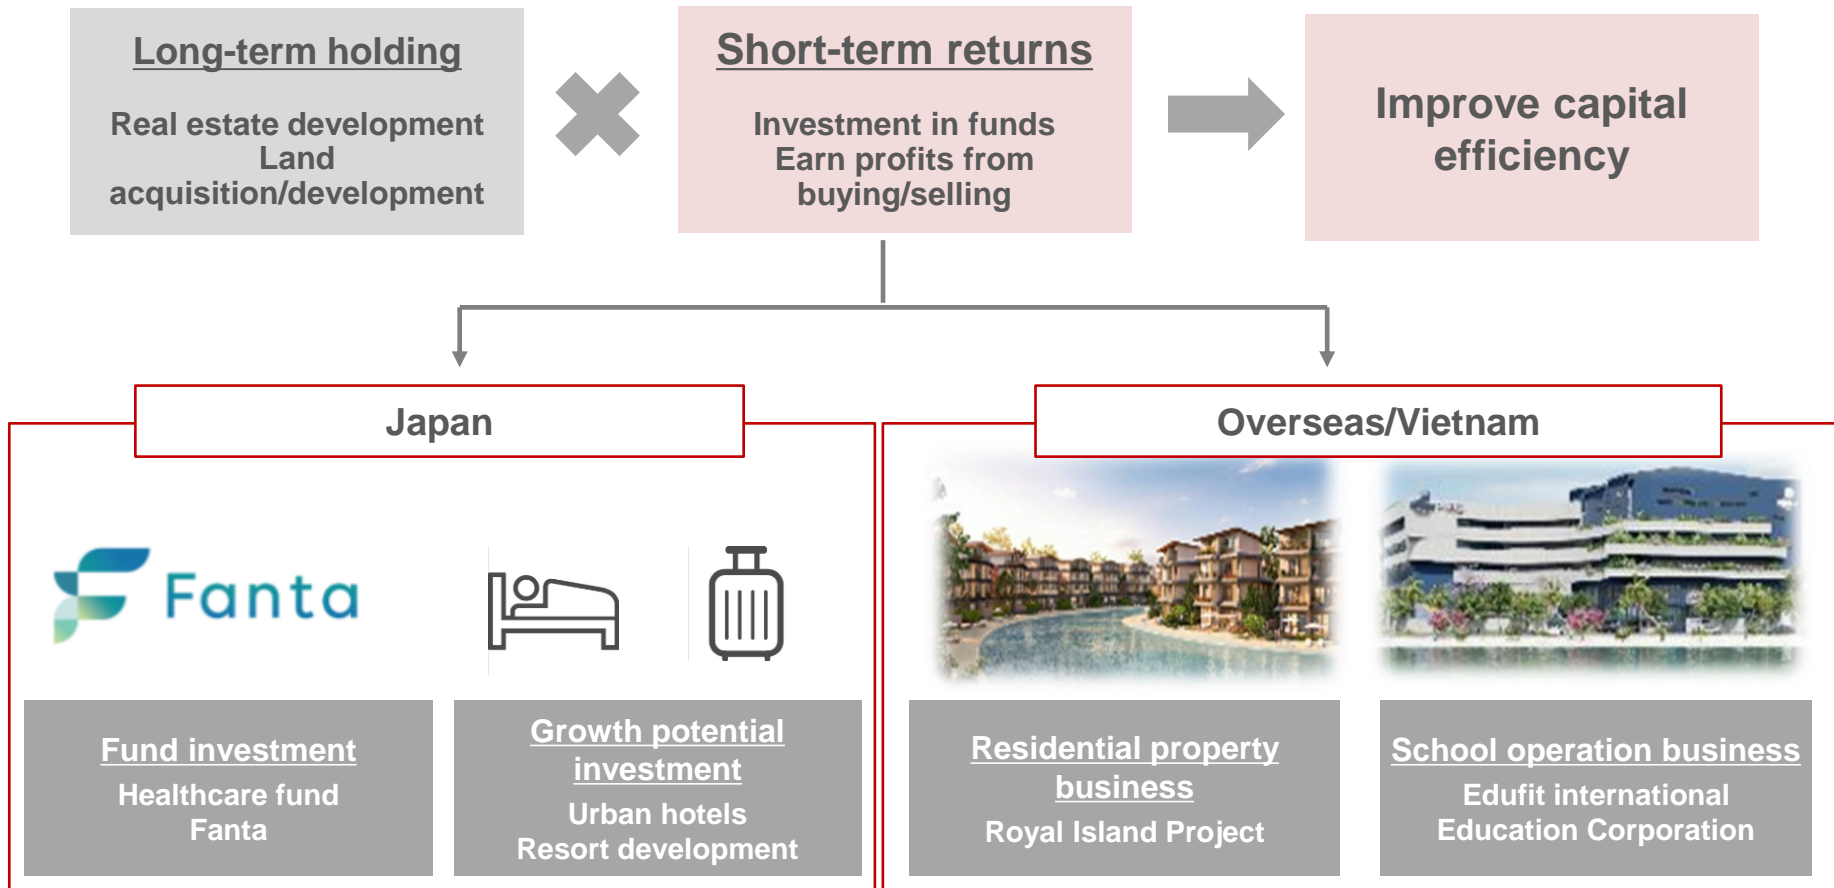 Long-term holding
Real estate development
Land
acquisition/development
Short-term returns
Investment in funds
Earn profits from
buying/selling
Improve capital
efficiency
Japan
Fanta
Fund investment
Healthcare fund
Fanta
Growth potential
investment
Urban hotels
Resort development
Overseas/Vietnam
Residential property
business
Royal Island Project
School operation business
Edufit international
Education Corporation